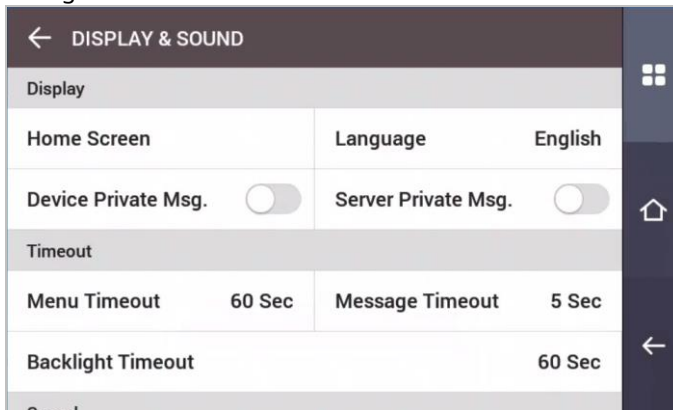 DISPLAY & SOUND
Display
Home Screen Language English
Device Private Msg. Server Private Msg.
Timeout
Menu Timeout 60 Sec Message Timeout 5 Sec
Backlight Timeout 60 Sec